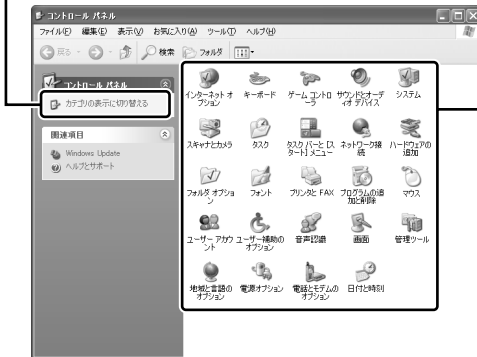 コントロール パネル
ファイル(F) 編集(E) 表示(V) お気に入り(A) ツール(T) ヘルプ(H)
戻る 検索 フォルダ
コントロール パネル
カテゴリの表示に切り替える
関連項目
Windows Update
ヘルプとサポート
インターネット オプション
キーボード
ゲーム コントローラ
サウンドとオーディオ デバイス
システム
スキャナとカメラ
タスク
タスク バーと [スタート] メニュー
ネットワーク接続
ハードウェアの追加
フォルダ オプション
フォント
プリンタと FAX
プログラムの追加と削除
マウス
ユーザー アカウント
ユーザー補助のオプション
音声認識
画面
管理ツール
地域と言語のオプション
電源オプション
電話とモデムのオプション
日付と時刻